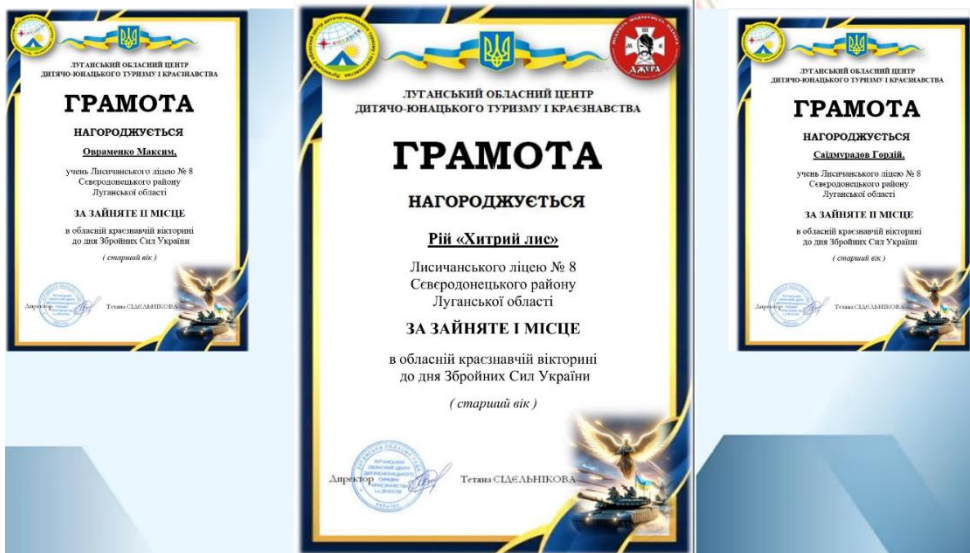 ЛУГАНСЬКИЙ ОБЛАСНИЙ ЦЕНТР
ДИТЯЧО-ЮНАЦЬКОГО ТУРИЗМУ І КРАЄЗНАВСТВА
ГРАМОТА
НАГОРОДЖУЄТЬСЯ
Овраменко Максим,
учень Лисичанського ліцею № 8
Сєвєродонецького району
Луганської області
ЗА ЗАЙНЯТЕ ІІ МІСЦЕ
в обласній краєзнавчій вікторині
до дня Збройних Сил України
( старший вік )
Директор Тетяна СІДЕЛЬНІКОВА
ДЖУРА
ЛУГАНСЬКИЙ ОБЛАСНИЙ ЦЕНТР
ДИТЯЧО-ЮНАЦЬКОГО ТУРИЗМУ І КРАЄЗНАВСТВА
ГРАМОТА
НАГОРОДЖУЄТЬСЯ
Рій «Хитрий лис»
Лисичанського ліцею № 8
Сєвєродонецького району
Луганської області
ЗА ЗАЙНЯТЕ І МІСЦЕ
в обласній краєзнавчій вікторині
до дня Збройних Сил України
( старший вік )
Директор Тетяна СІДЕЛЬНІКОВА
ЛУГАНСЬКИЙ ОБЛАСНИЙ ЦЕНТР
ДИТЯЧО-ЮНАЦЬКОГО ТУРИЗМУ І КРАЄЗНАВСТВА
ГРАМОТА
НАГОРОДЖУЄТЬСЯ
Саідмурадов Гордій,
учень Лисичанського ліцею № 8
Сєвєродонецького району
Луганської області
ЗА ЗАЙНЯТЕ ІІ МІСЦЕ
в обласній краєзнавчій вікторині
до дня Збройних Сил України
( старший вік )
Директор Тетяна СІДЕЛЬНІКОВА